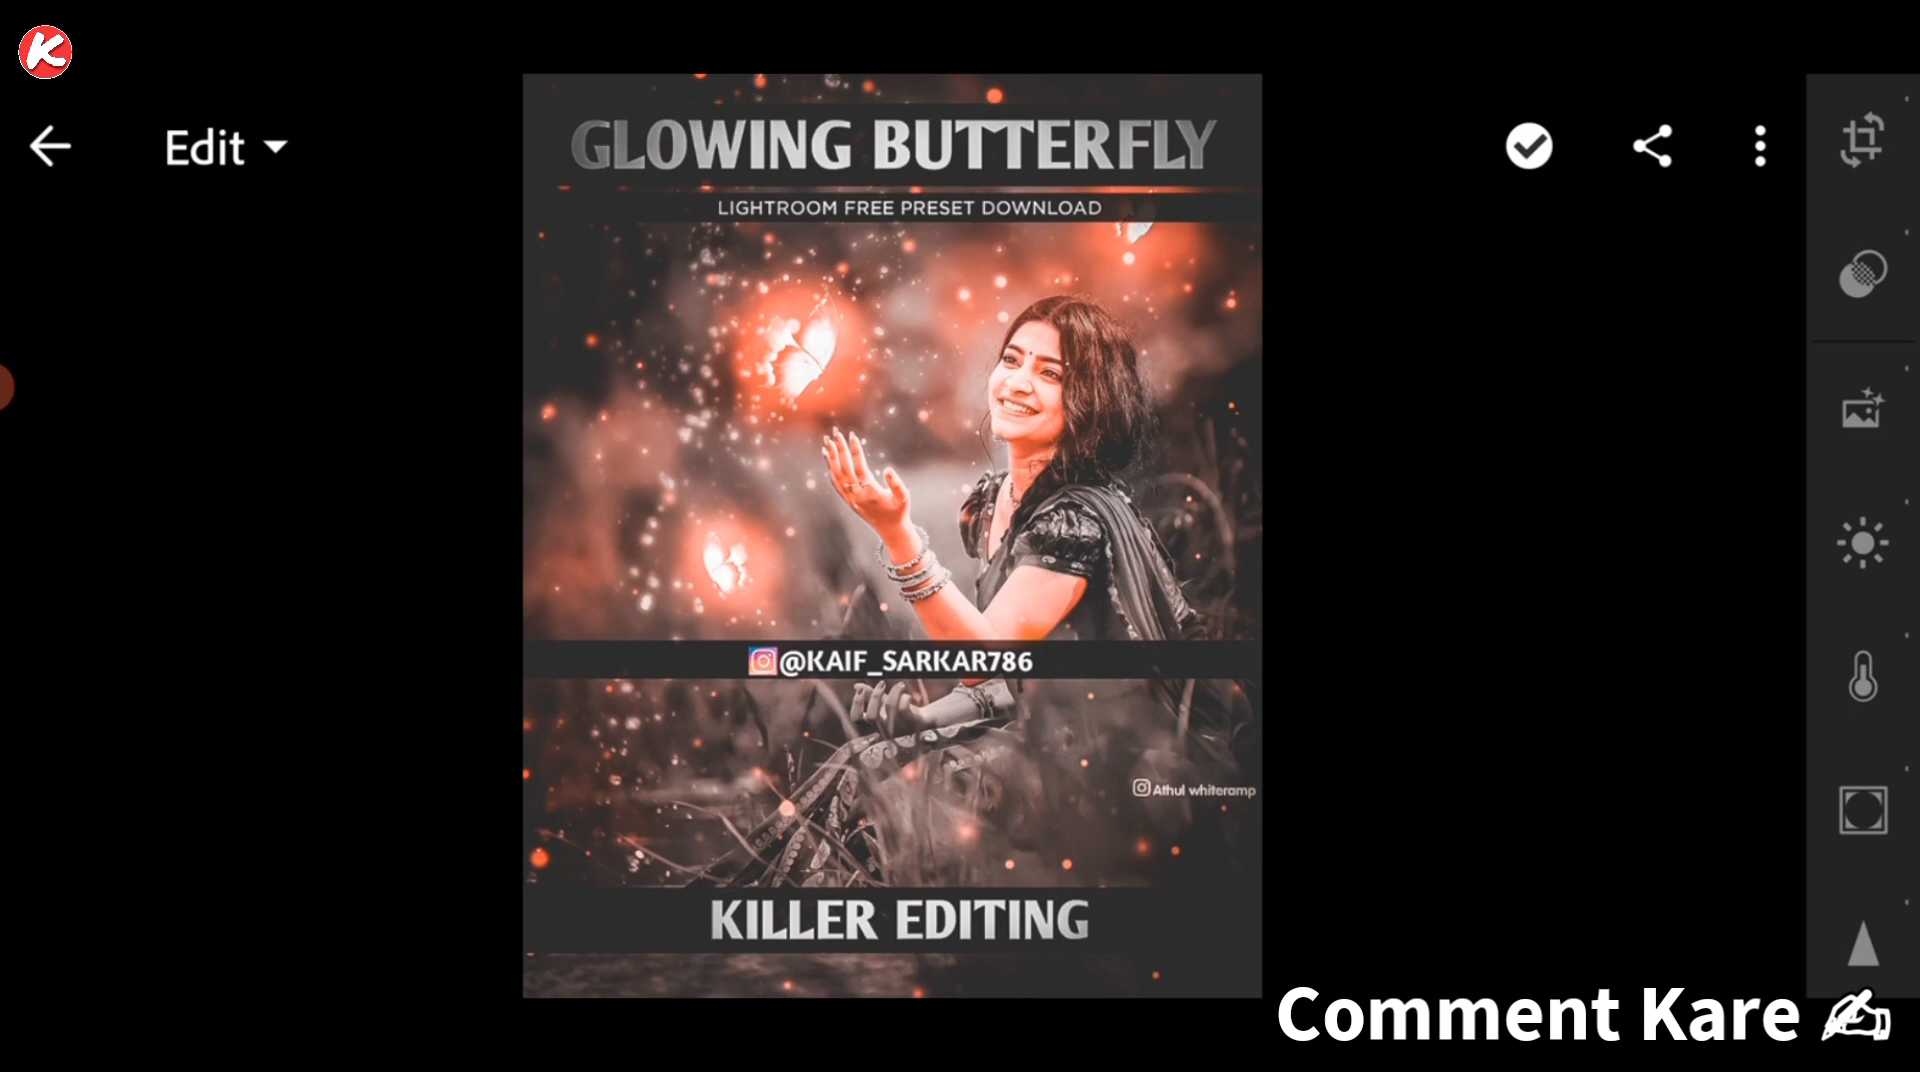 K
Edit
GLOWING BUTTERFLY
LIGHTROOM FREE PRESET DOWNLOAD
@KAIF_SARKAR786
Athul whiteramp
KILLER EDITING
Comment Kare ✍